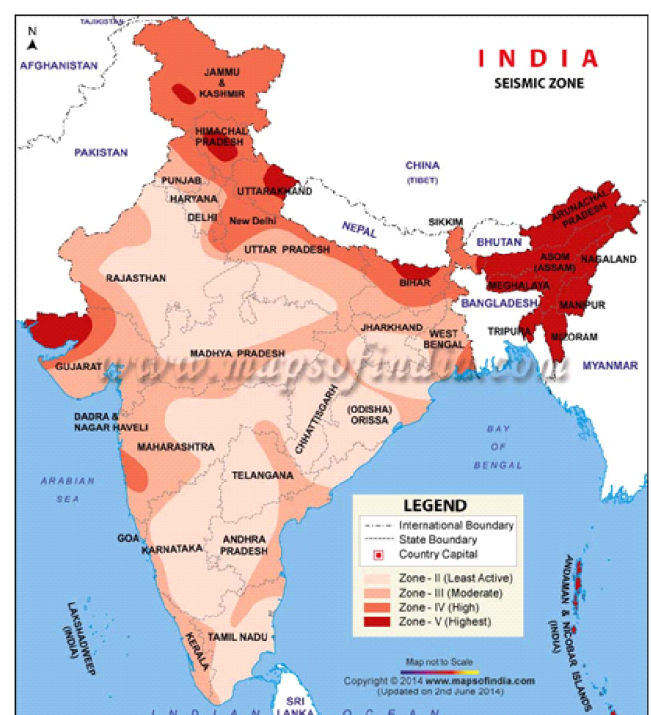 TAJIKISTAN
N
AFGHANISTAN
I N D I A
SEISMIC ZONE
JAMMU
&
KASHMIR
HIMACHAL
PRADESH
PAKISTAN
CHINA
(TIBET)
PUNJAB
UTTARAKHAND
HARYANA
DELHI
New Delhi
NEPAL
SIKKIM
BHUTAN
ARUNACHAL
PRADESH
UTTAR PRADESH
ASOM
(ASSAM)
NAGALAND
RAJASTHAN
BIHAR
MEGHALAYA
BANGLADESH
MANIPUR
JHARKHAND
WEST
BENGAL
TRIPURA
MIZORAM
MADHYA PRADESH
GUJARAT
www.mapsofindia.com
MYANMAR
CHHATTISGARH
(ODISHA)
ORISSA
DADRA &
NAGAR HAVELI
MAHARASHTRA
BAY
OF
BENGAL
ARABIAN
SEA
TELANGANA
GOA
KARNATAKA
ANDHRA
PRADESH
LEGEND
International Boundary
State Boundary
Country Capital
Zone - II (Least Active)
Zone - III (Moderate)
Zone - IV (High)
Zone - V (Highest)
LAKSHADWEEP
(INDIA)
KERALA
TAMIL NADU
ANDAMAN & NICOBAR ISLANDS
(INDIA)
Map not to Scale
Copyright © 2014 www.mapsofindia.com
(Updated on 2nd June 2014)
SRI
LANKA
INDIAN OCEAN